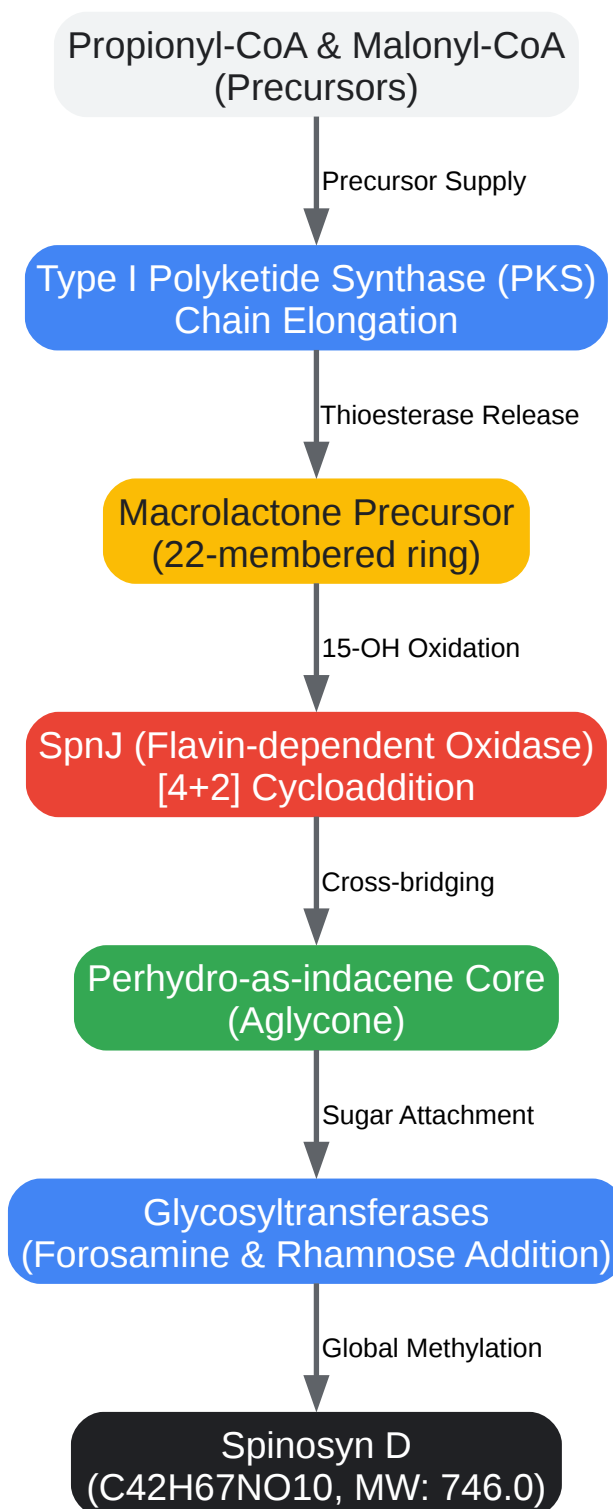 Propionyl-CoA & Malonyl-CoA
(Precursors)
Precursor Supply
Type I Polyketide Synthase (PKS)
Chain Elongation
Thioesterase Release
Macrolactone Precursor
(22-membered ring)
15-OH Oxidation
SpnJ (Flavin-dependent Oxidase)
[4+2] Cycloaddition
Cross-bridging
Perhydro-as-indacene Core
(Aglycone)
Sugar Attachment
Glycosyltransferases
(Forosamine & Rhamnose Addition)
Global Methylation
Spinosyn D
(C42H67NO10, MW: 746.0)